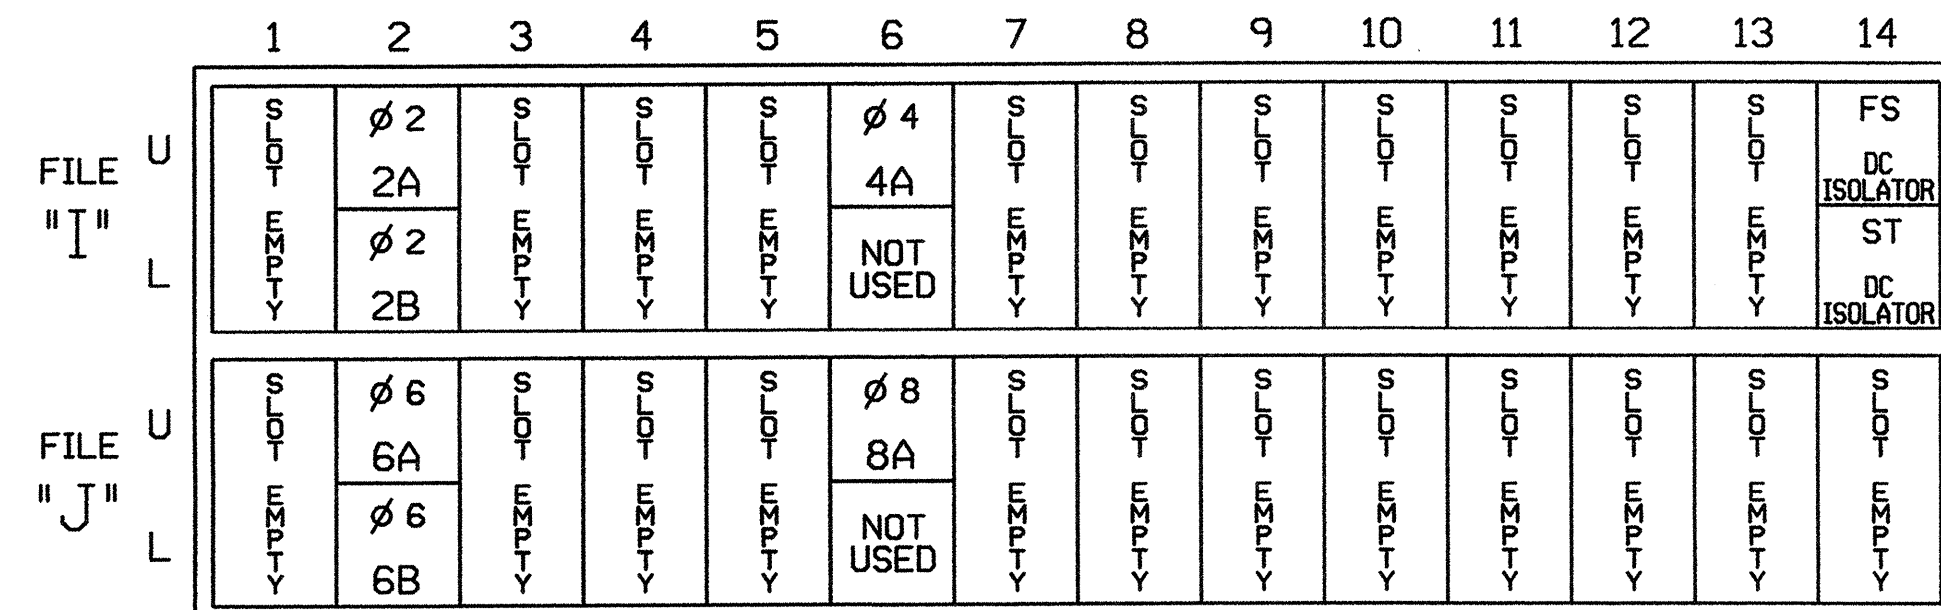 1 2 3 4 5 6 7 8 9 10 11 12 13 14
FILE "I"
U
L
SLOT EMPTY
Ø 2
2A
Ø 2
2B
SLOT EMPTY
SLOT EMPTY
SLOT EMPTY
Ø 4
4A
NOT
USED
SLOT EMPTY
SLOT EMPTY
SLOT EMPTY
SLOT EMPTY
SLOT EMPTY
SLOT EMPTY
SLOT EMPTY
FS
DC
ISOLATOR
ST
DC
ISOLATOR
FILE "J"
U
L
SLOT EMPTY
Ø 6
6A
Ø 6
6B
SLOT EMPTY
SLOT EMPTY
SLOT EMPTY
Ø 8
8A
NOT
USED
SLOT EMPTY
SLOT EMPTY
SLOT EMPTY
SLOT EMPTY
SLOT EMPTY
SLOT EMPTY
SLOT EMPTY
SLOT EMPTY